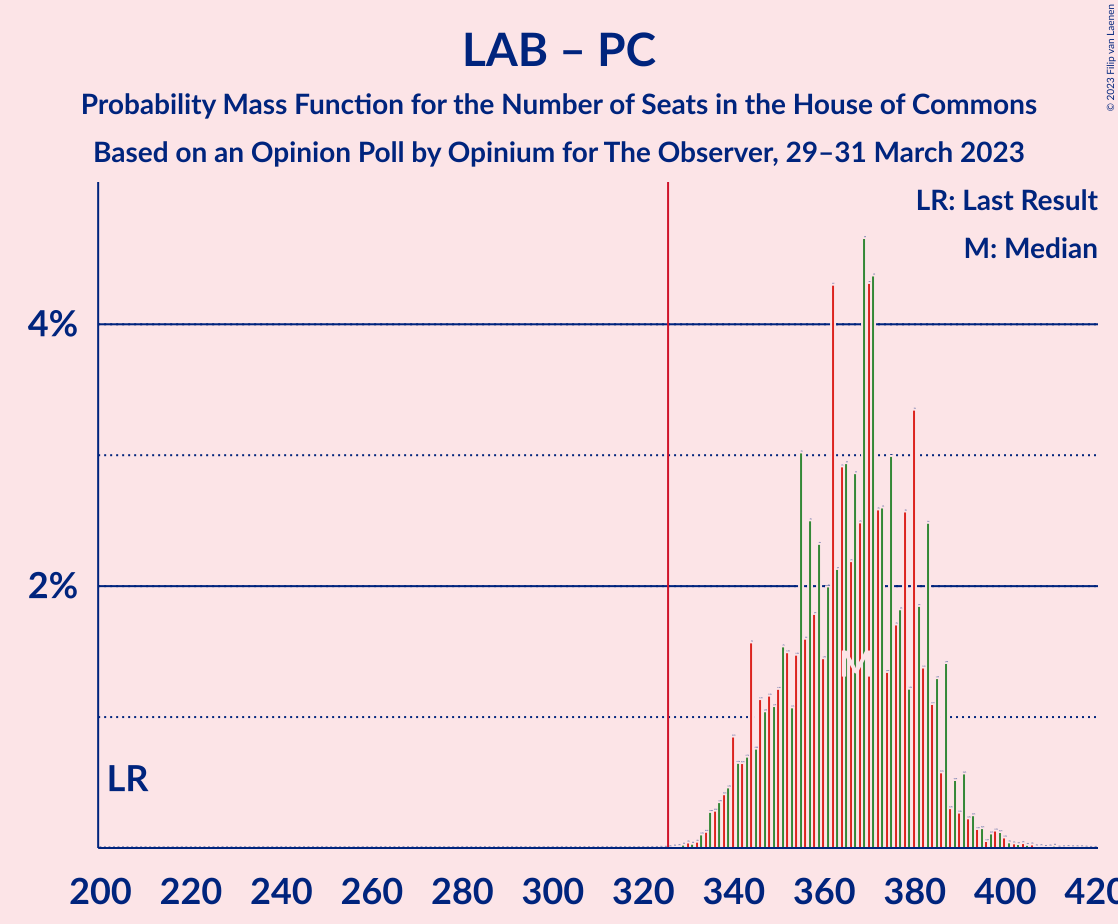 LAB – PC
Probability Mass Function for the Number of Seats in the House of Commons
Based on an Opinion Poll by Opinium for The Observer, 29–31 March 2023
© 2023 Filip van Laenen
LR: Last Result
M: Median
4%
2%
M
LR
200 220 240 260 280 300 320 340 360 380 400 420